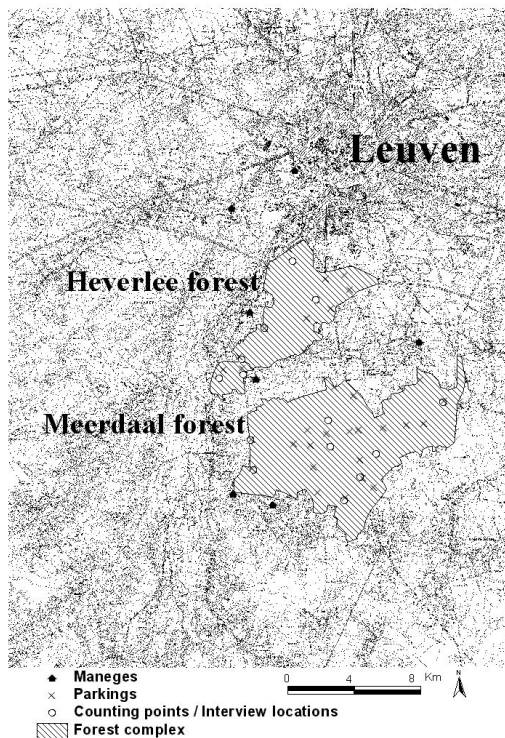 Leuven
Heverlee forest
Meerdaal forest
Maneges
Parkings
Counting points / Interview locations
Forest complex
0 4 8 Km
N